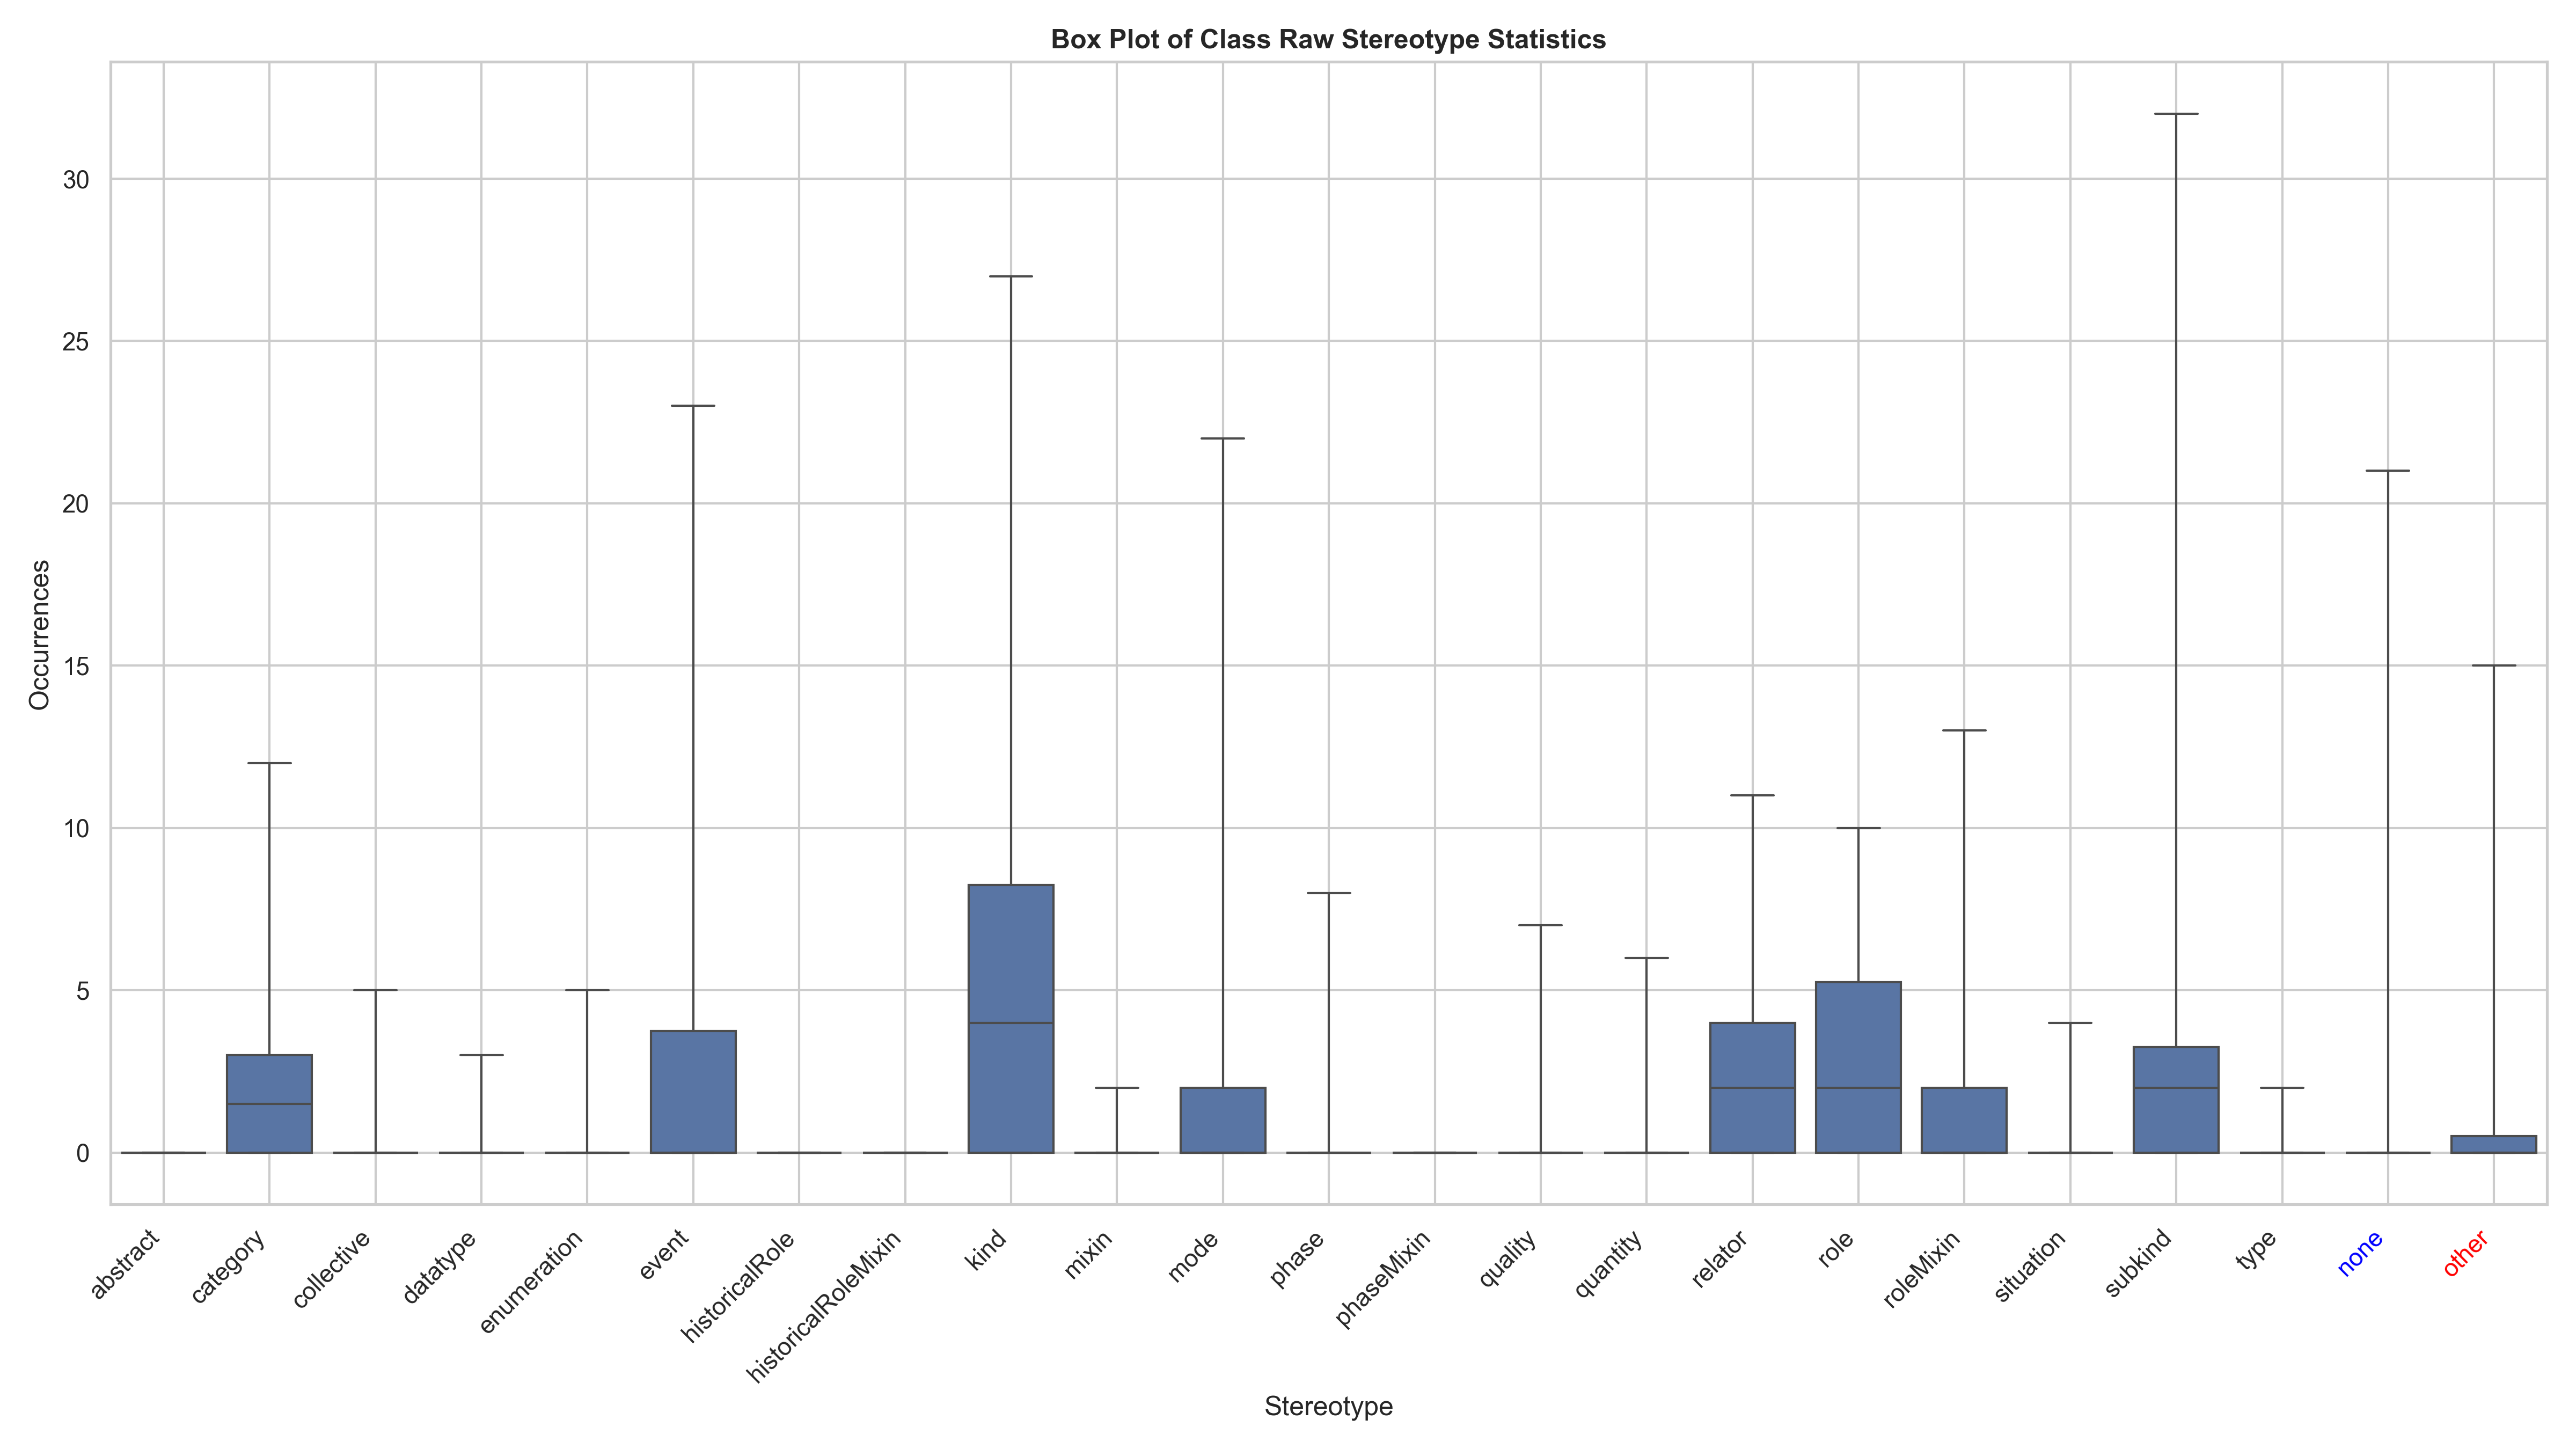 Box Plot of Class Raw Stereotype Statistics
Occurrences
30
25
20
15
10
5
0
abstract
category
collective
datatype
enumeration
event
historicalRole
historicalRoleMixin
kind
mixin
mode
phase
phaseMixin
quality
quantity
relator
role
roleMixin
situation
subkind
type
none
other
Stereotype